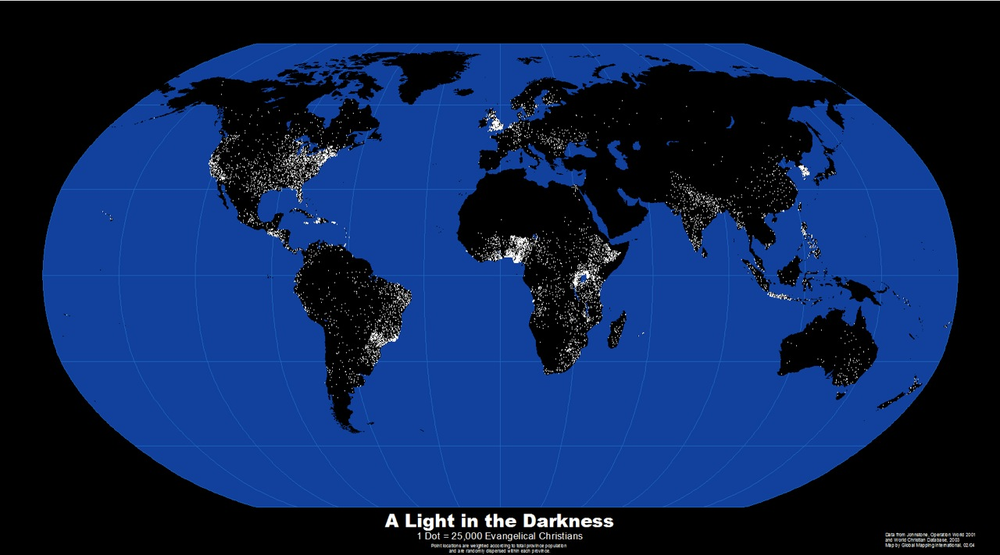 A Light in the Darkness
1 Dot = 25,000 Evangelical Christians
Point locations are weighted according to total province population
and are randomly dispersed within each province.
Data from Johnstone, Operation World 2001
and World Christian Database, 2003
Map by Global Mapping International, 02/04